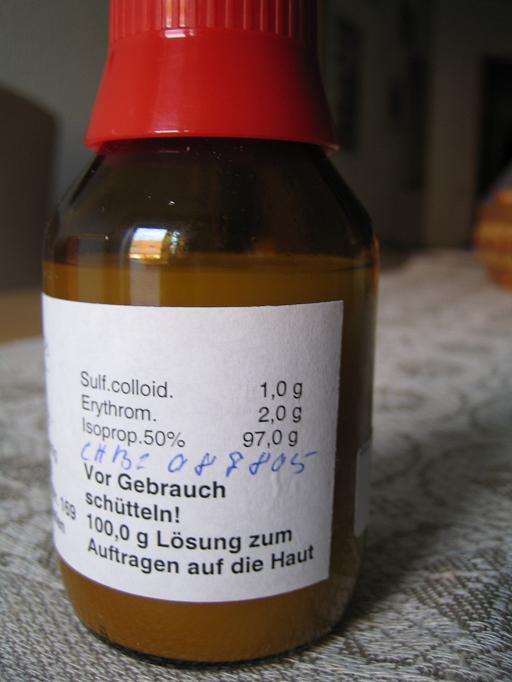 Sulf.colloid. 1,0 g
Erythrom. 2,0 g
Isoprop.50% 97,0 g
CHB: 088805
Vor Gebrauch
schütteln!
100,0 g Lösung zum
Auftragen auf die Haut
169